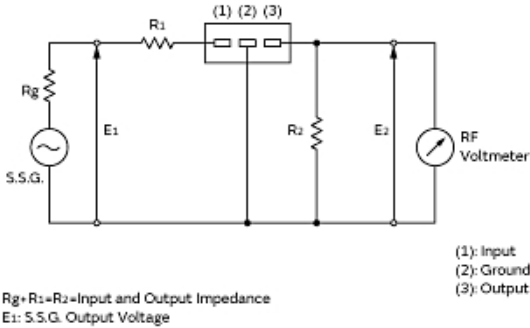 (1) (2) (3)
R1
Rg
E1
R2
E2
RF
Voltmeter
S.S.G.
(1): Input
(2): Ground
(3): Output
Rg+R1=R2=Input and Output Impedance
E1: S.S.G. Output Voltage